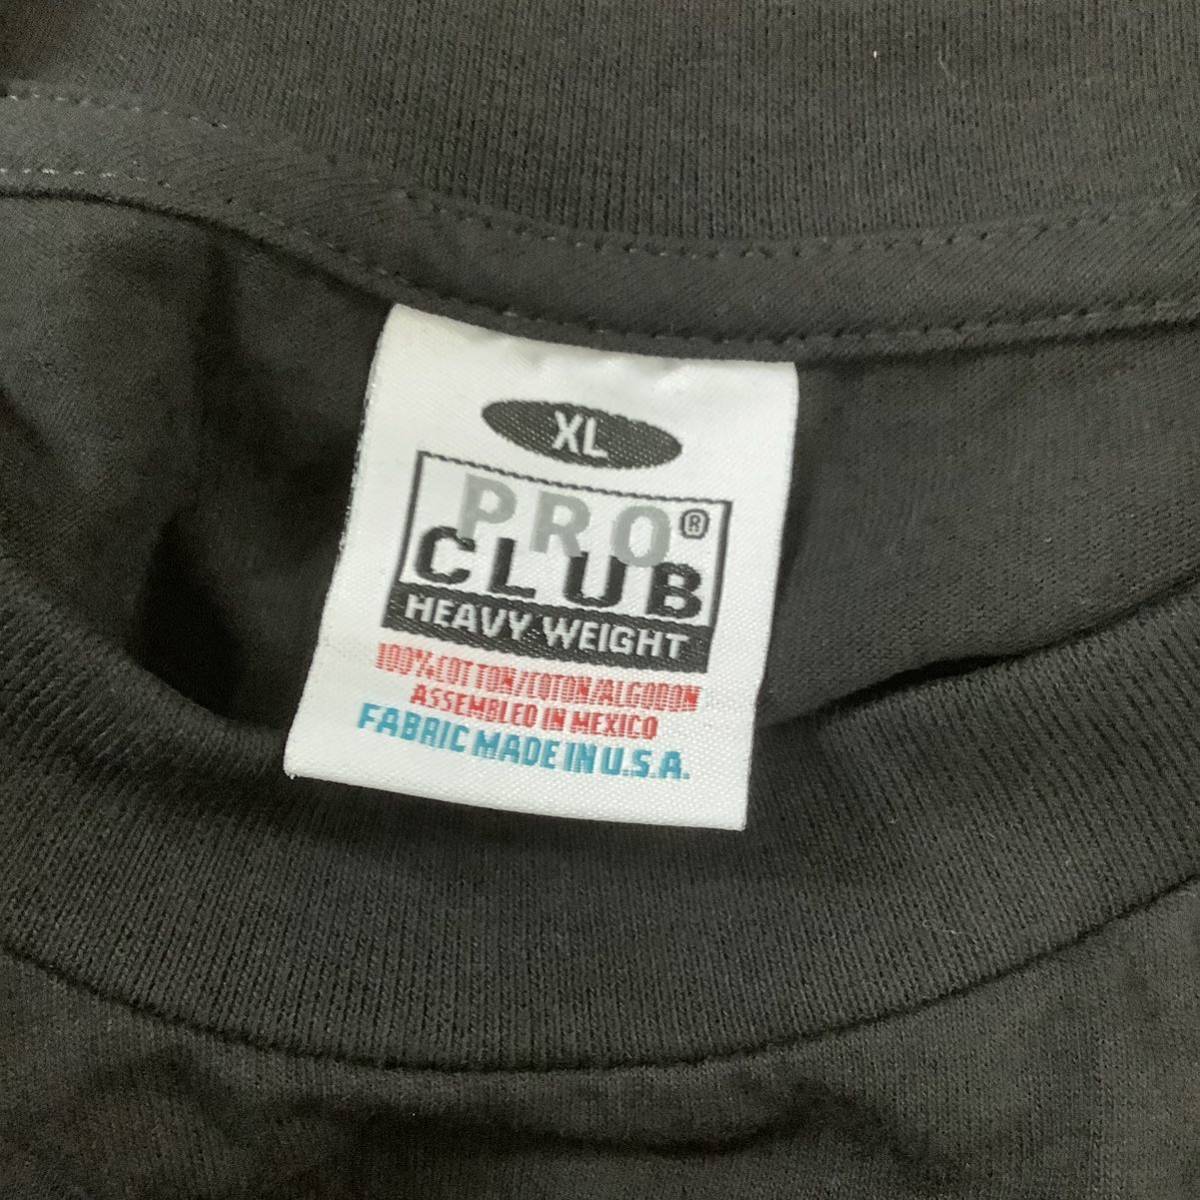 XL
PRO®
CLUB
HEAVY WEIGHT
100% COTTON/COTON/ALGODON
ASSEMBLED IN MEXICO
FABRIC MADE IN U.S.A.